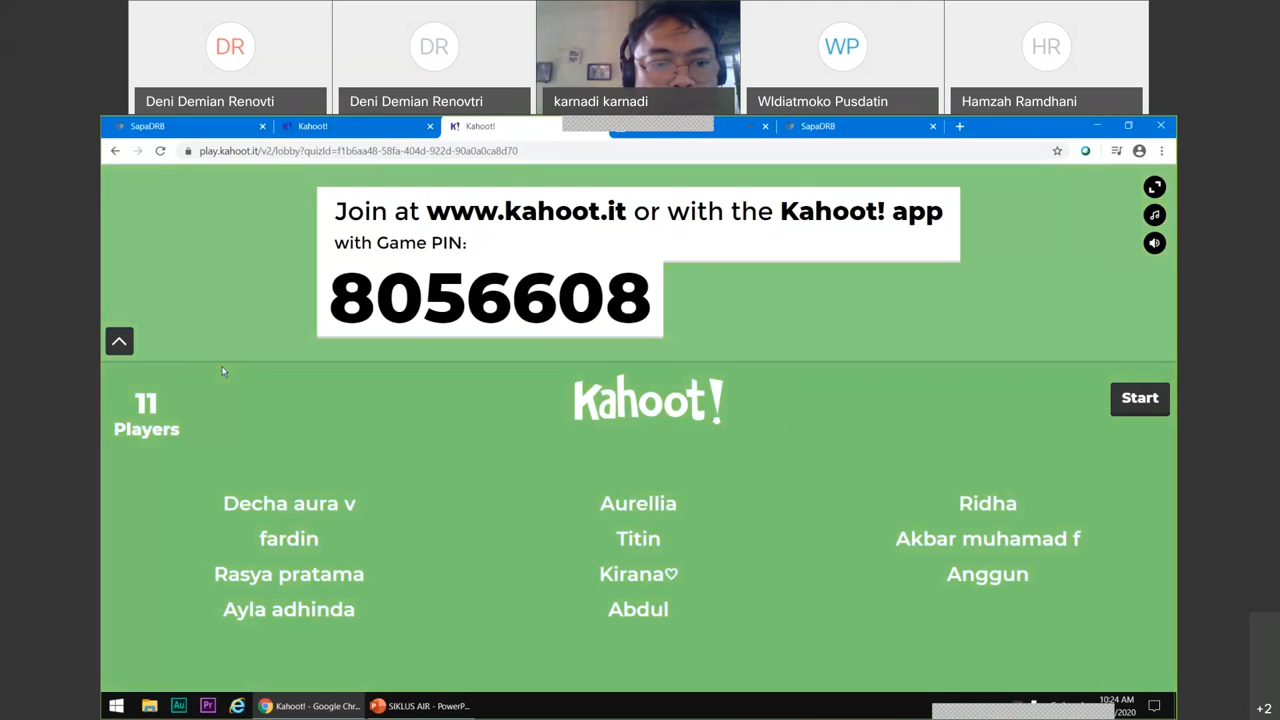 DR DR WP HR
Deni Demian Renovti Deni Demian Renovtri karnadi karnadi WIdiatmoko Pusdatin Hamzah Ramdhani
SapaDRB Kahoot! Kahoot! SapaDRB
play.kahoot.it/v2/lobby?quizId=f1b6aa48-58fa-404d-922d-90a0a0ca8d70
Join at www.kahoot.it or with the Kahoot! app
with Game PIN:
8056608
11
Players
Kahoot!
Start
Decha aura v Aurellia Ridha
fardin Titin Akbar muhamad f
Rasya pratama Kirana♡ Anggun
Ayla adhinda Abdul
Au Pr Kahoot! - Google Chr... SIKLUS AIR - PowerP...
10:24 AM
/2020
+2